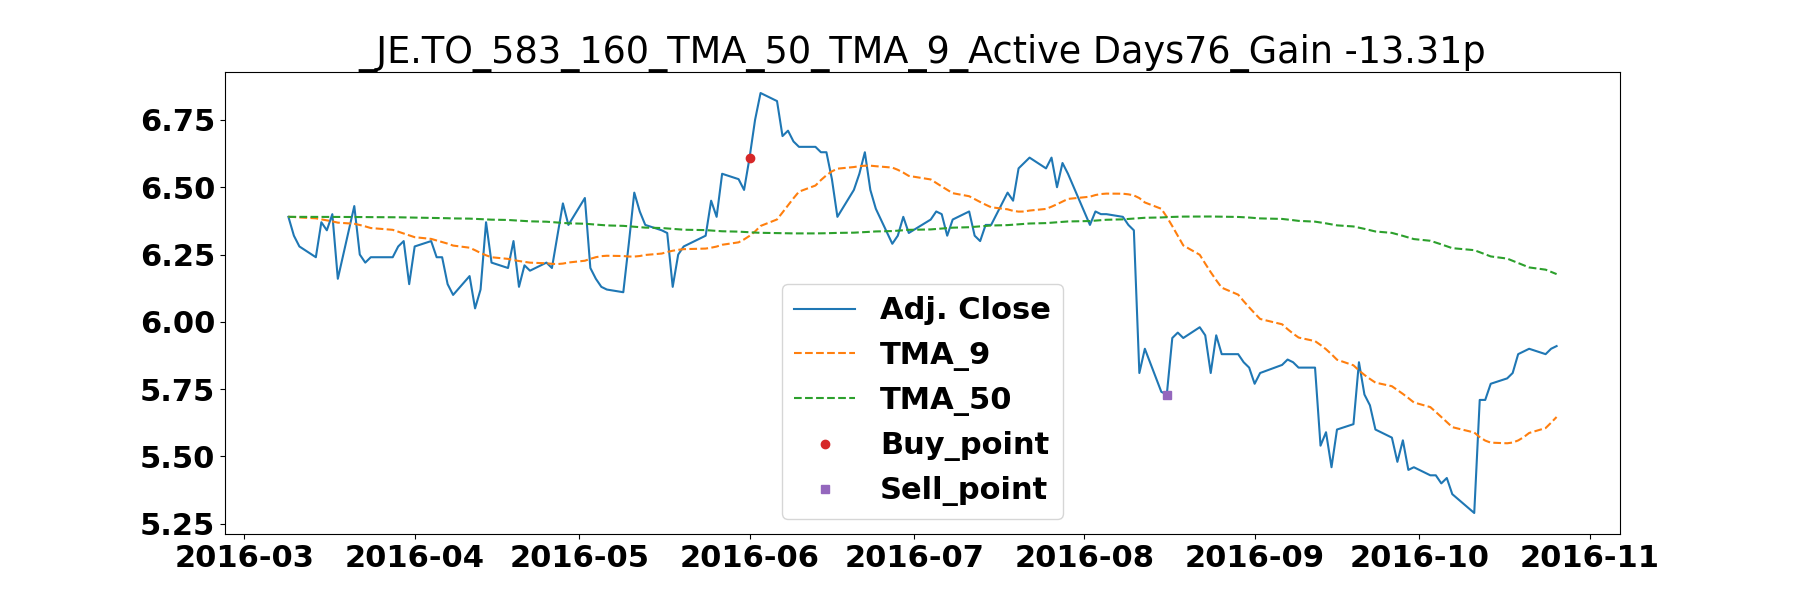 _JE.TO_583_160_TMA_50_TMA_9_Active Days76_Gain -13.31p
6.75
6.50
6.25
6.00
5.75
5.50
5.25
Adj. Close
TMA_9
TMA_50
Buy_point
Sell_point
2016-03 2016-04 2016-05 2016-06 2016-07 2016-08 2016-09 2016-10 2016-11